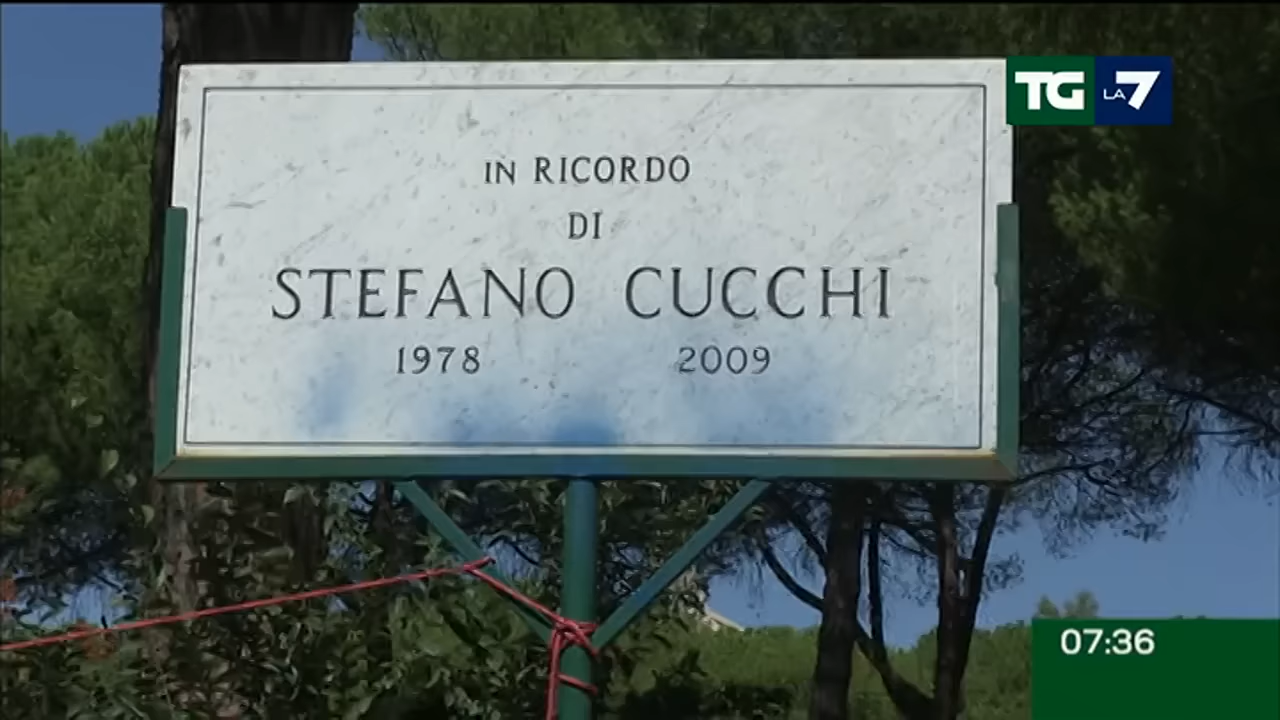 TG LA7
IN RICORDO
DI
STEFANO CUCCHI
1978 2009
07:36